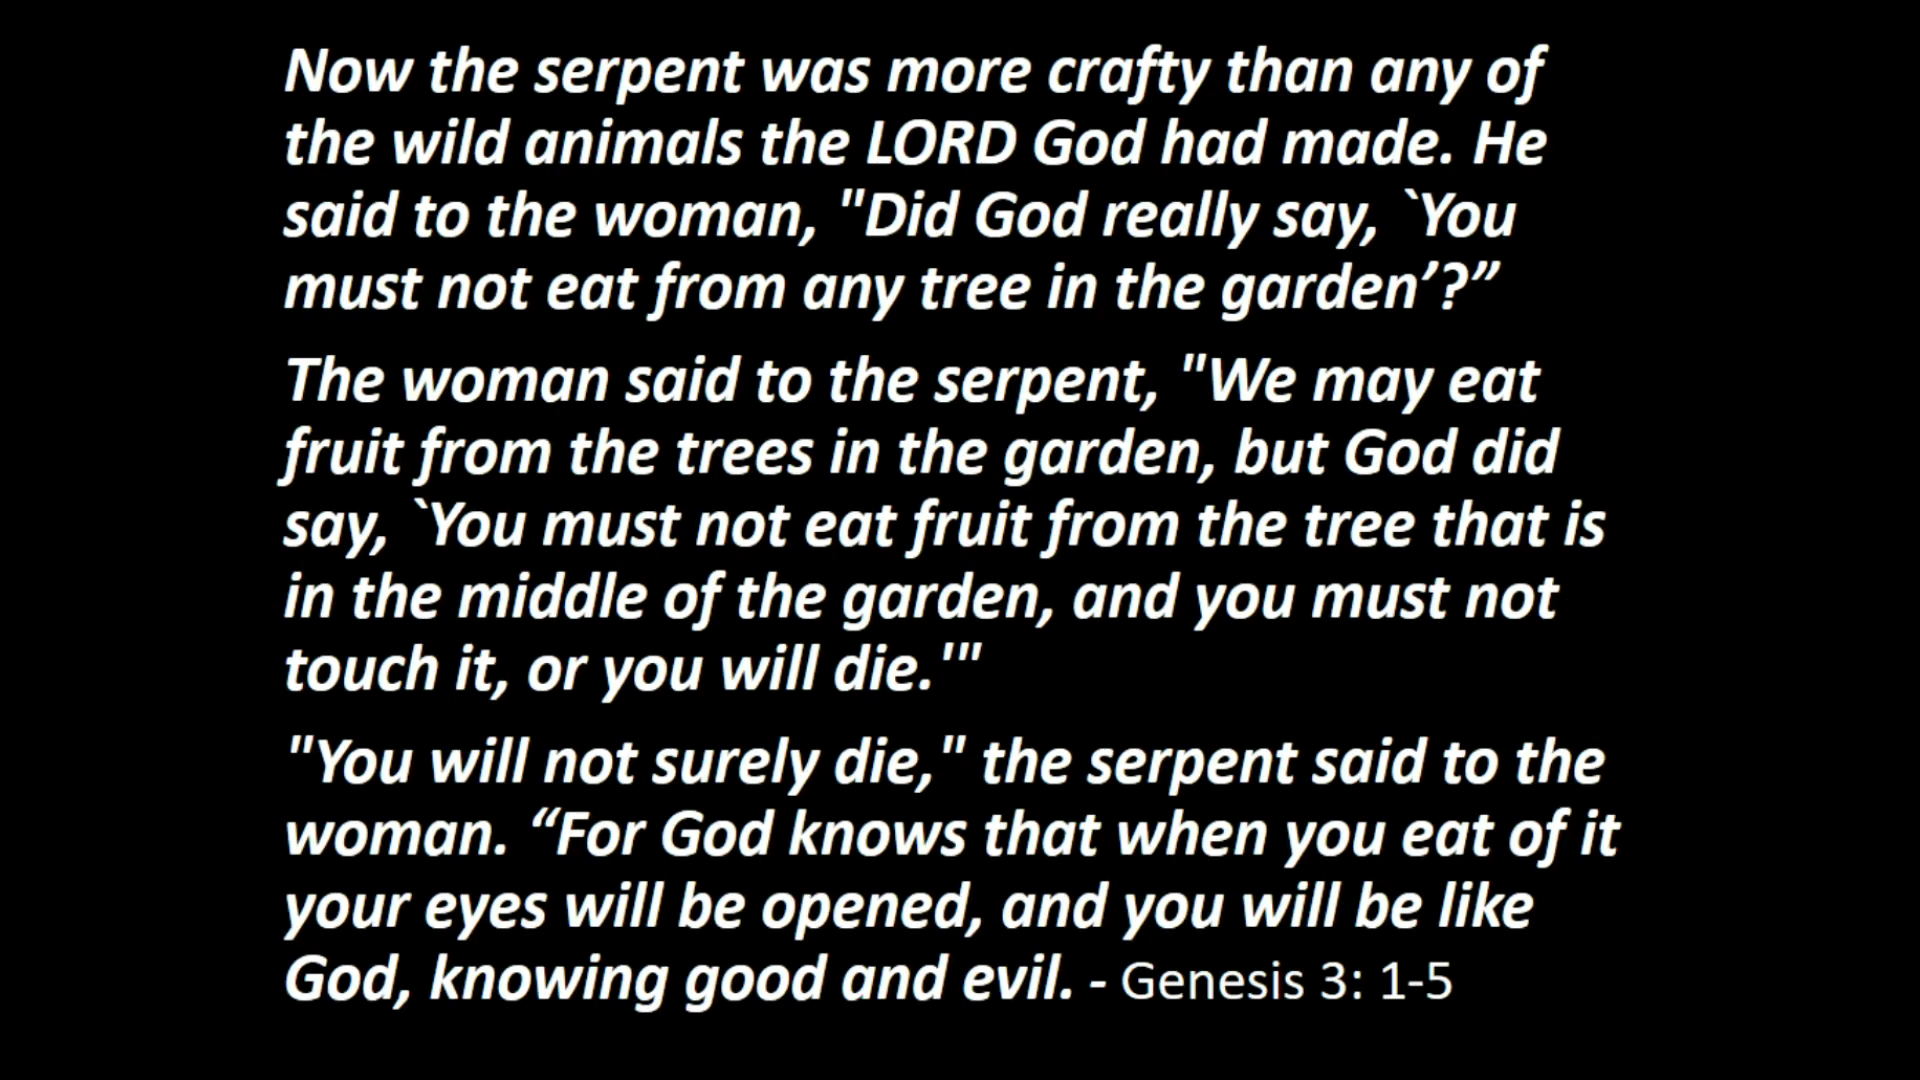 Now the serpent was more crafty than any of
the wild animals the LORD God had made. He
said to the woman, "Did God really say, `You
must not eat from any tree in the garden’?”
The woman said to the serpent, "We may eat
fruit from the trees in the garden, but God did
say, `You must not eat fruit from the tree that is
in the middle of the garden, and you must not
touch it, or you will die.'"
"You will not surely die," the serpent said to the
woman. “For God knows that when you eat of it
your eyes will be opened, and you will be like
God, knowing good and evil. - Genesis 3: 1-5